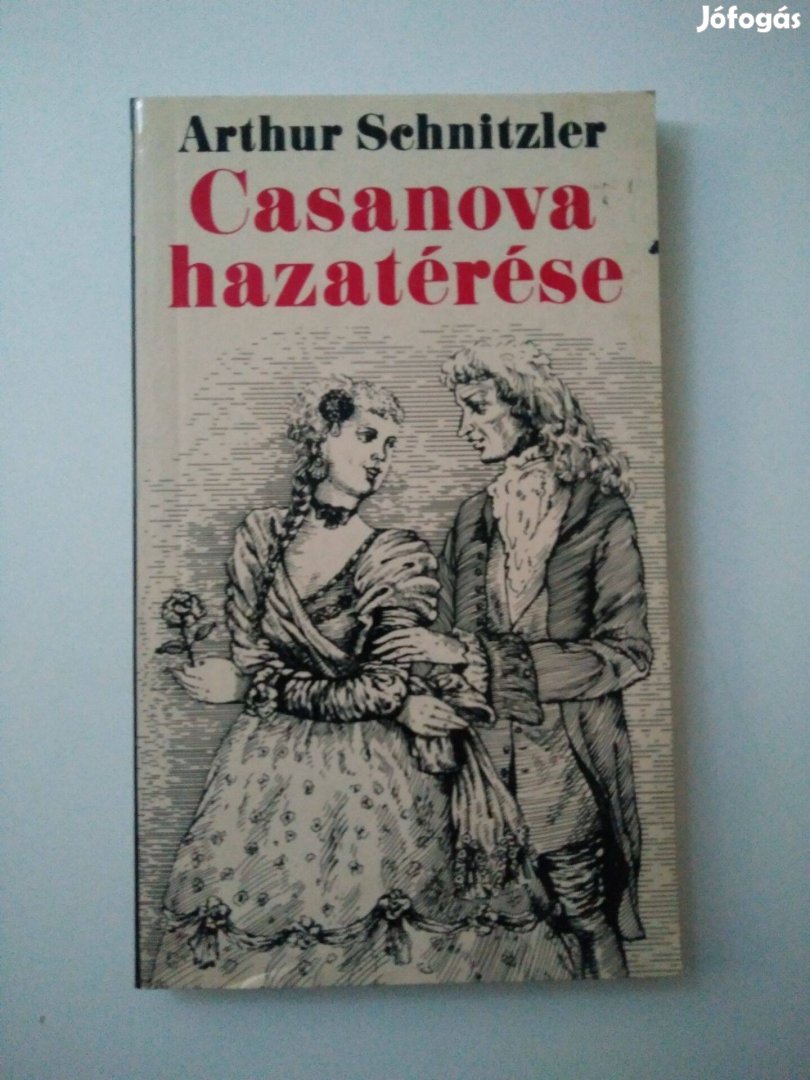 Jófogás
Arthur Schnitzler
Casanova
hazatérése